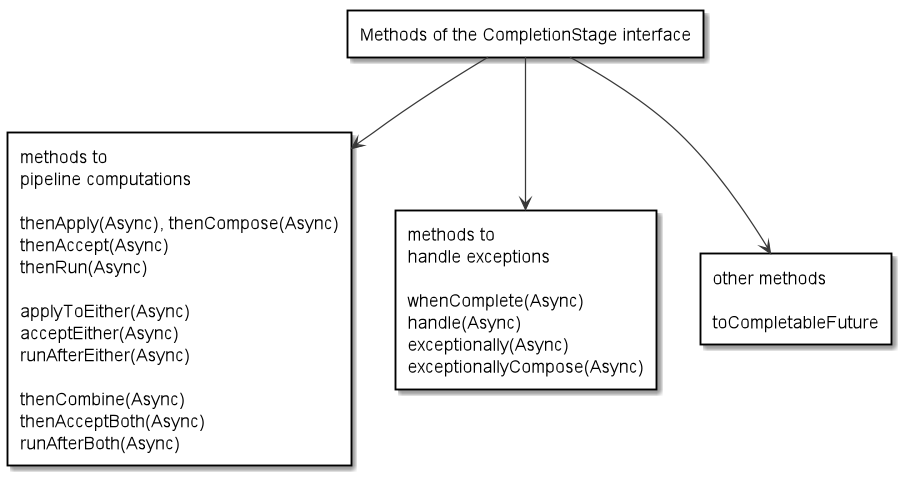 Methods of the CompletionStage interface
methods to
pipeline computations
thenApply(Async), thenCompose(Async)
thenAccept(Async)
thenRun(Async)
applyToEither(Async)
acceptEither(Async)
runAfterEither(Async)
thenCombine(Async)
thenAcceptBoth(Async)
runAfterBoth(Async)
methods to
handle exceptions
whenComplete(Async)
handle(Async)
exceptionally(Async)
exceptionallyCompose(Async)
other methods
toCompletableFuture